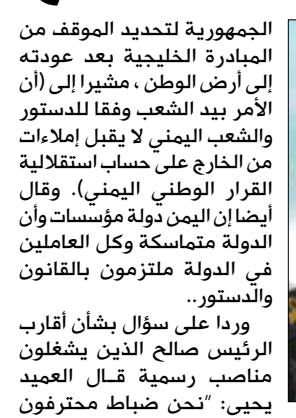 الجمهورية لتحديد الموقف من
المبادرة الخليجية بعد عودته
إلى أرض الوطن ، مشيرا إلى (أن
الأمر بيد الشعب وفقا للدستور
والشعب اليمني لا يقبل إملاءات
من الخارج على حساب استقلالية
القرار الوطني اليمني). وقال
أيضا إن اليمن دولة مؤسسات وأن
الدولة متماسكة وكل العاملين
في الدولة ملتزمون بالقانون
والدستور..
وردا على سؤال بشأن أقارب
الرئيس صالح الذين يشغلون
مناصب رسمية قــال العميد
يحيى: "نحن ضباط محترفون